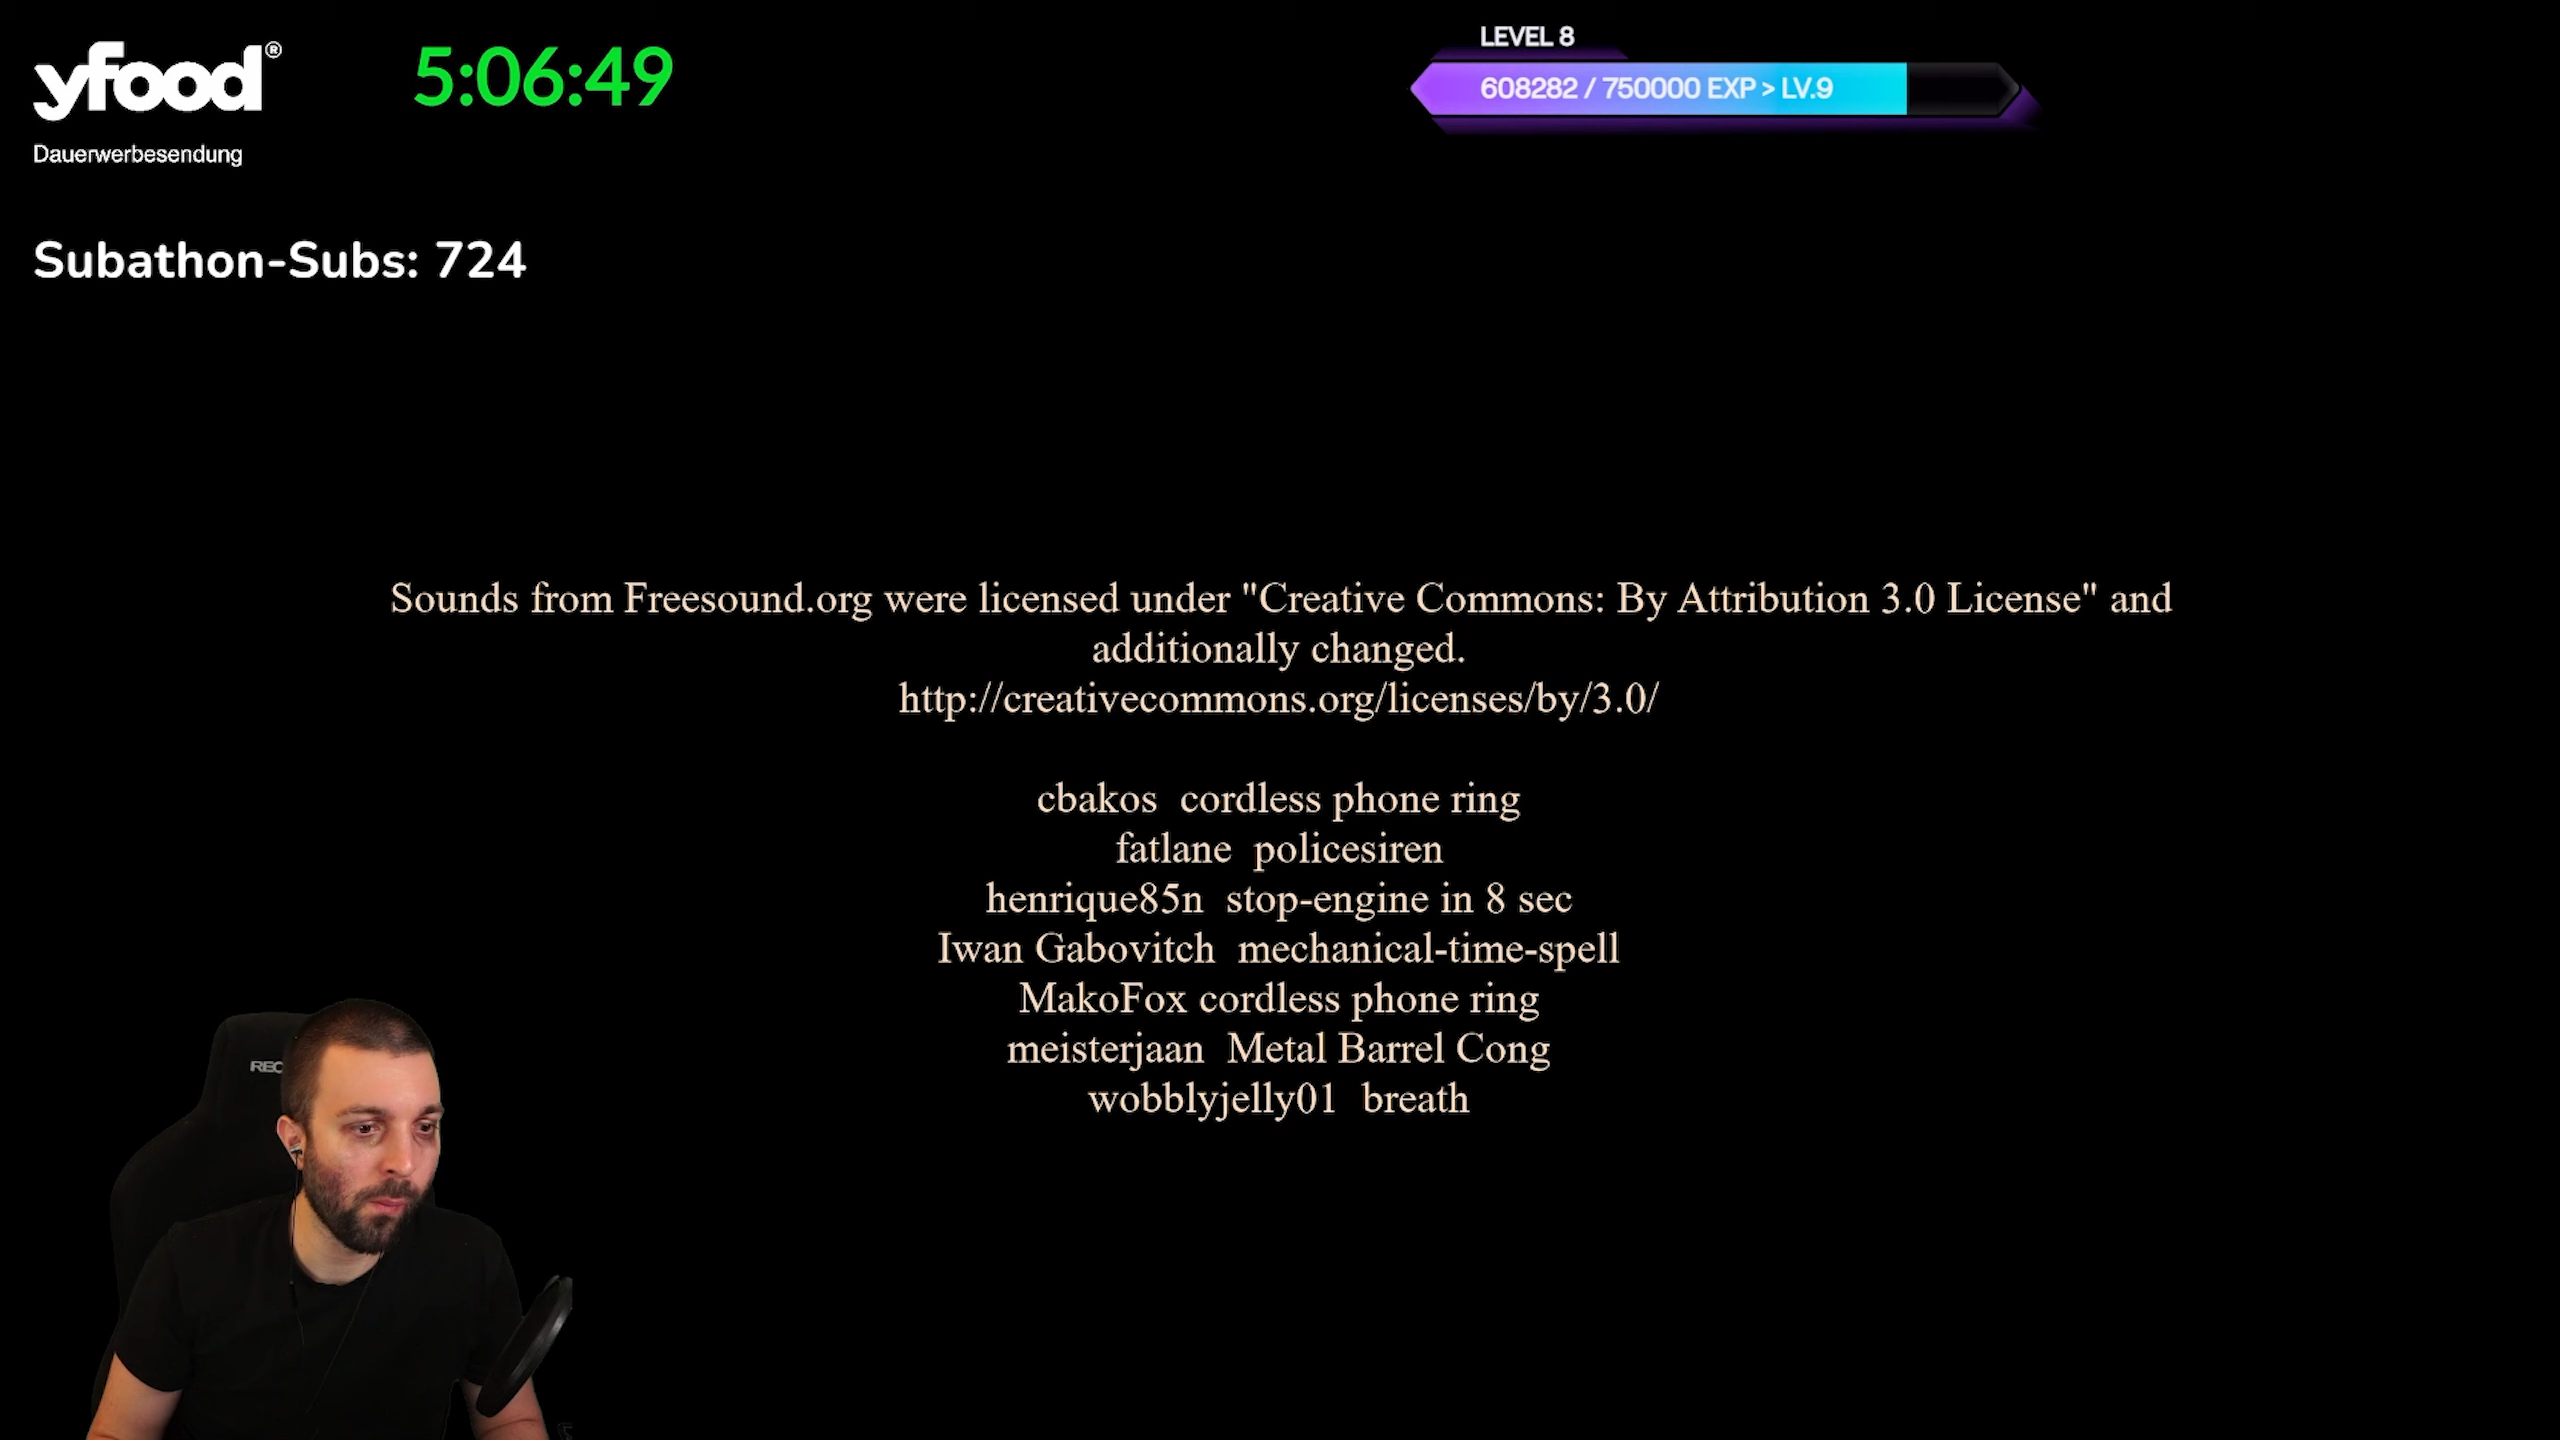 yfood®
Dauerwerbesendung
5:06:49
LEVEL 8
608282 / 750000 EXP > LV.9
Subathon-Subs: 724
Sounds from Freesound.org were licensed under "Creative Commons: By Attribution 3.0 License" and
additionally changed.
http://creativecommons.org/licenses/by/3.0/
cbakos  cordless phone ring
fatlane  policesiren
henrique85n  stop-engine in 8 sec
Iwan Gabovitch  mechanical-time-spell
MakoFox cordless phone ring
meisterjaan  Metal Barrel Cong
wobblyjelly01  breath